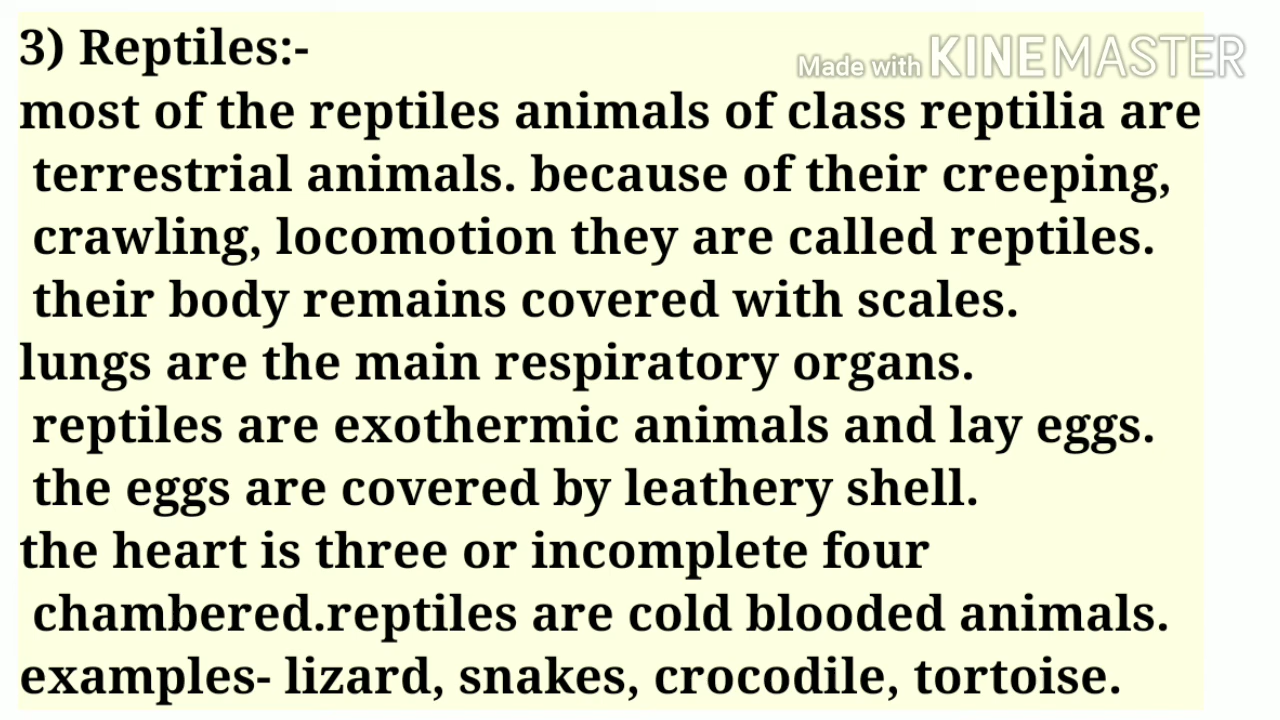 3) Reptiles:-
Made with KINEMASTER
most of the reptiles animals of class reptilia are
terrestrial animals. because of their creeping,
crawling, locomotion they are called reptiles.
their body remains covered with scales.
lungs are the main respiratory organs.
reptiles are exothermic animals and lay eggs.
the eggs are covered by leathery shell.
the heart is three or incomplete four
chambered.reptiles are cold blooded animals.
examples- lizard, snakes, crocodile, tortoise.